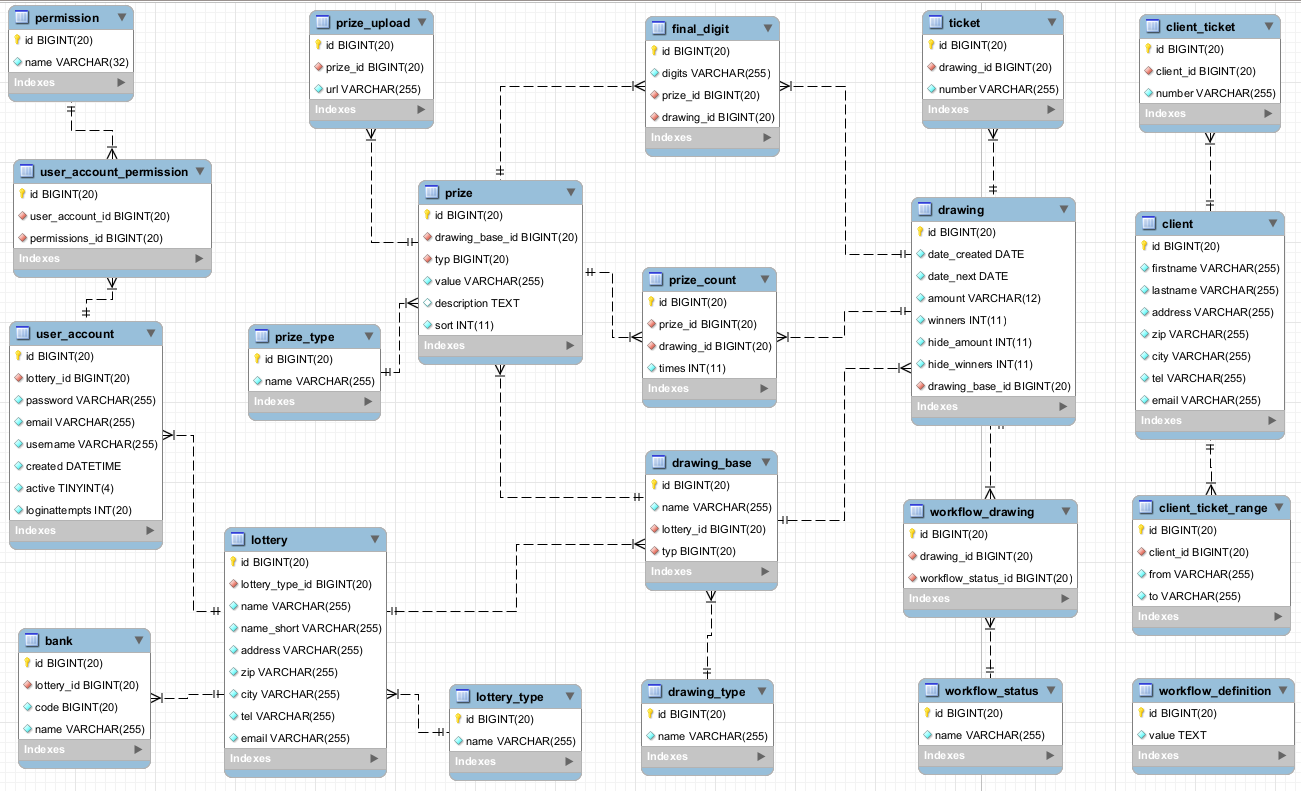 permission
id BIGINT(20)
name VARCHAR(32)
Indexes
prize_upload
id BIGINT(20)
prize_id BIGINT(20)
url VARCHAR(255)
Indexes
final_digit
id BIGINT(20)
digits VARCHAR(255)
prize_id BIGINT(20)
drawing_id BIGINT(20)
Indexes
ticket
id BIGINT(20)
drawing_id BIGINT(20)
number VARCHAR(255)
Indexes
client_ticket
id BIGINT(20)
client_id BIGINT(20)
number VARCHAR(255)
Indexes
user_account_permission
id BIGINT(20)
user_account_id BIGINT(20)
permissions_id BIGINT(20)
Indexes
prize
id BIGINT(20)
drawing_base_id BIGINT(20)
typ BIGINT(20)
value VARCHAR(255)
description TEXT
sort INT(11)
Indexes
drawing
id BIGINT(20)
date_created DATE
date_next DATE
amount VARCHAR(12)
winners INT(11)
hide_amount INT(11)
hide_winners INT(11)
drawing_base_id BIGINT(20)
Indexes
client
id BIGINT(20)
firstname VARCHAR(255)
lastname VARCHAR(255)
address VARCHAR(255)
zip VARCHAR(255)
city VARCHAR(255)
tel VARCHAR(255)
email VARCHAR(255)
Indexes
prize_count
id BIGINT(20)
prize_id BIGINT(20)
drawing_id BIGINT(20)
times INT(11)
Indexes
user_account
id BIGINT(20)
lottery_id BIGINT(20)
password VARCHAR(255)
email VARCHAR(255)
username VARCHAR(255)
created DATETIME
active TINYINT(4)
loginattempts INT(20)
Indexes
prize_type
id BIGINT(20)
name VARCHAR(255)
Indexes
drawing_base
id BIGINT(20)
name VARCHAR(255)
lottery_id BIGINT(20)
typ BIGINT(20)
Indexes
workflow_drawing
id BIGINT(20)
drawing_id BIGINT(20)
workflow_status_id BIGINT(20)
Indexes
client_ticket_range
id BIGINT(20)
client_id BIGINT(20)
from VARCHAR(255)
to VARCHAR(255)
Indexes
lottery
id BIGINT(20)
lottery_type_id BIGINT(20)
name VARCHAR(255)
name_short VARCHAR(255)
address VARCHAR(255)
zip VARCHAR(255)
city VARCHAR(255)
tel VARCHAR(255)
email VARCHAR(255)
Indexes
bank
id BIGINT(20)
lottery_id BIGINT(20)
code BIGINT(20)
name VARCHAR(255)
Indexes
lottery_type
id BIGINT(20)
name VARCHAR(255)
Indexes
drawing_type
id BIGINT(20)
name VARCHAR(255)
Indexes
workflow_status
id BIGINT(20)
name VARCHAR(255)
Indexes
workflow_definition
id BIGINT(20)
value TEXT
Indexes